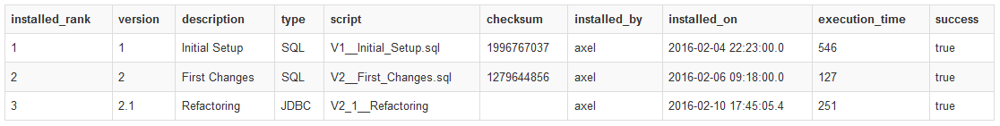 installed_rank version description type script checksum installed_by installed_on execution_time success
1 1 Initial Setup SQL V1__Initial_Setup.sql 1996767037 axel 2016-02-04 22:23:00.0 546 true
2 2 First Changes SQL V2__First_Changes.sql 1279644856 axel 2016-02-06 09:18:00.0 127 true
3 2.1 Refactoring JDBC V2_1__Refactoring axel 2016-02-10 17:45:05.4 251 true